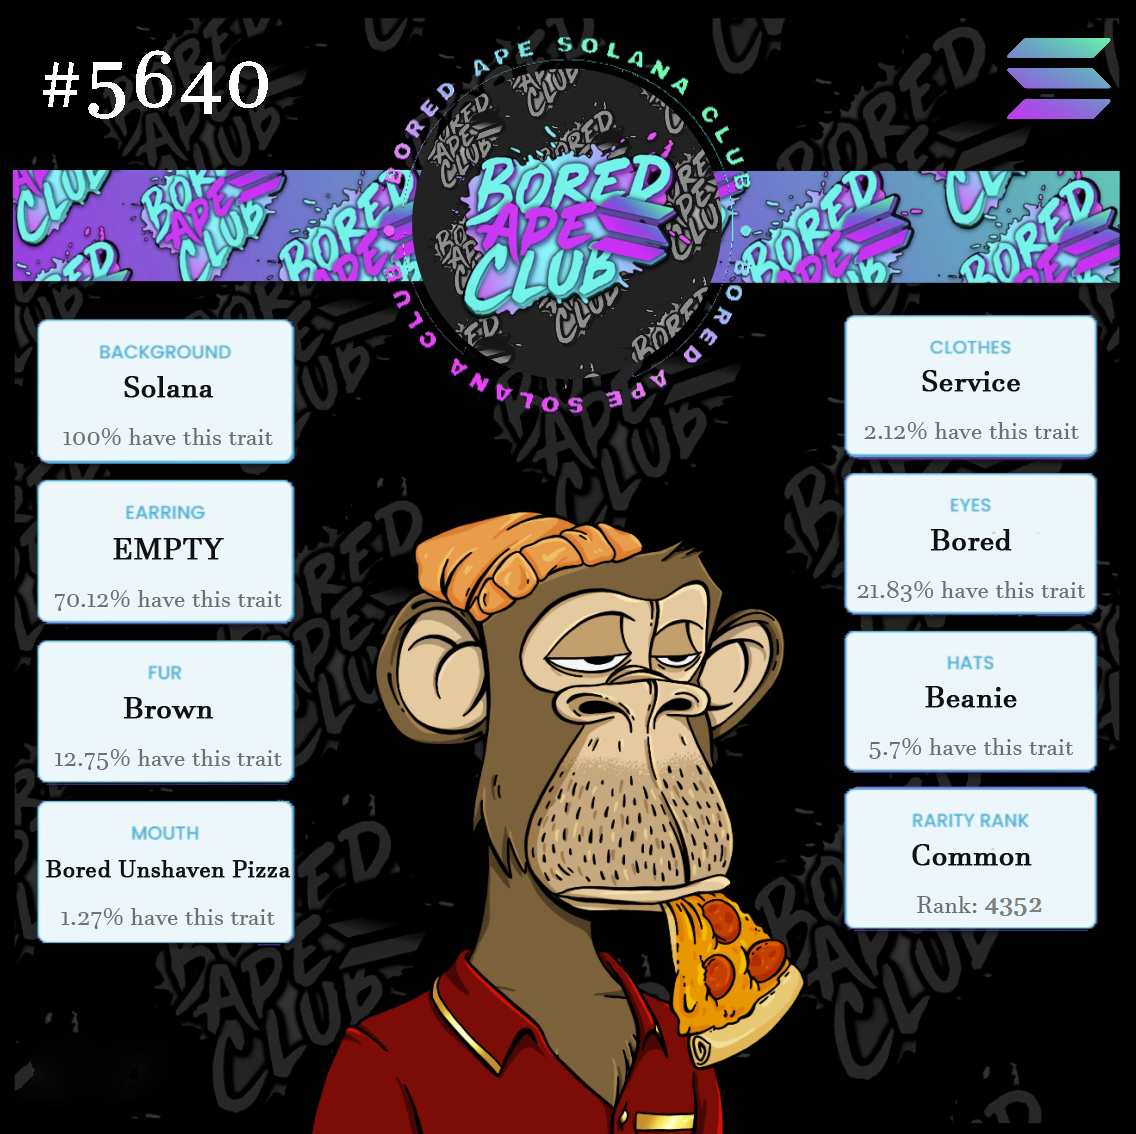 #5640
BORED APE SOLANA CLUB
BORED
APE
CLUB
BORED APE SOLANA CLUB
BACKGROUND
Solana
100% have this trait
EARRING
EMPTY
70.12% have this trait
FUR
Brown
12.75% have this trait
MOUTH
Bored Unshaven Pizza
1.27% have this trait
CLOTHES
Service
2.12% have this trait
EYES
Bored
21.83% have this trait
HATS
Beanie
5.7% have this trait
RARITY RANK
Common
Rank: 4352